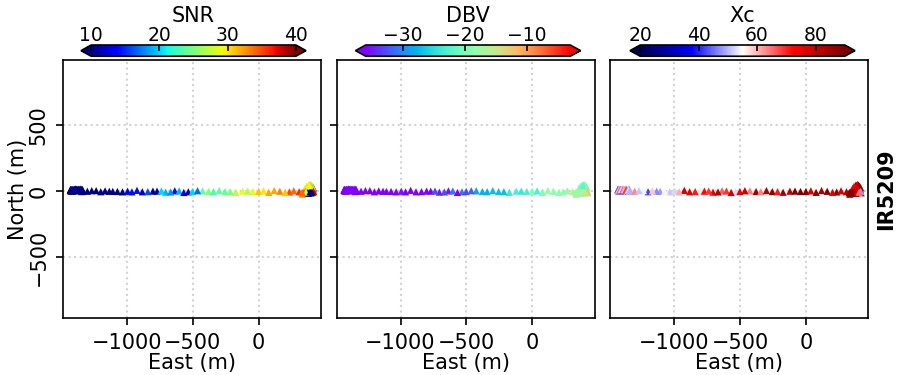 SNR DBV Xc
10 20 30 40 −30 −20 −10 20 40 60 80
500
0
−500
North (m)
−1000 −500 0 −1000 −500 0 −1000 −500 0
East (m) East (m) East (m)
IR5209